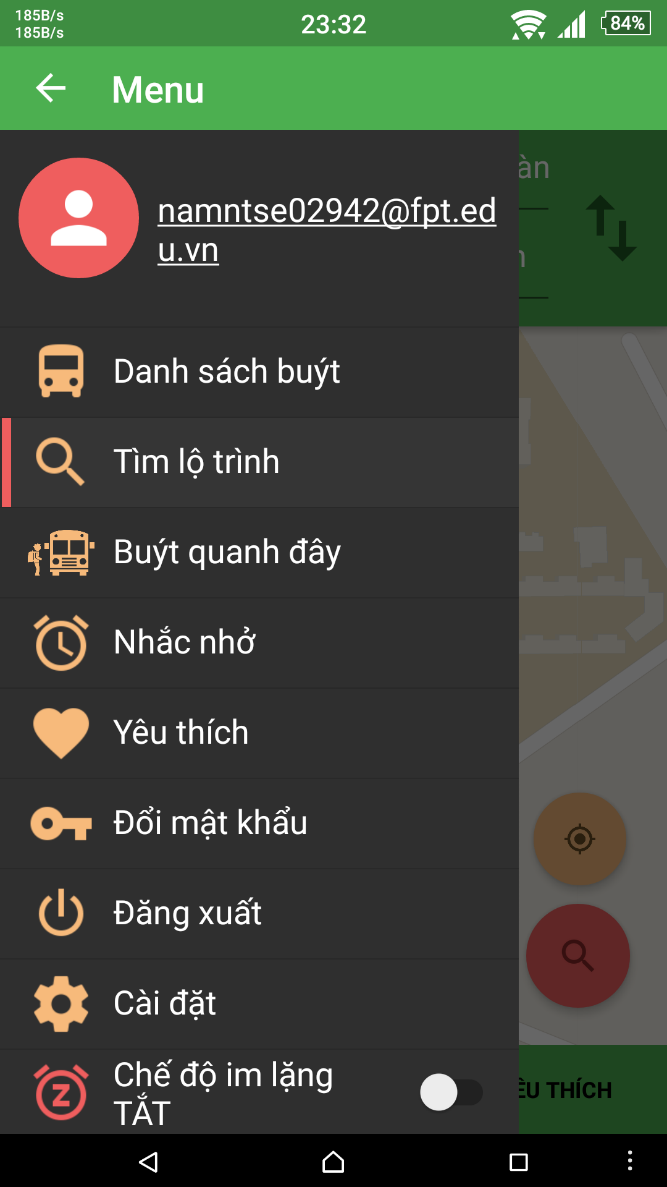 185B/s
185B/s
23:32
84%
Menu
namntse02942@fpt.ed
u.vn
Danh sách buýt
Tìm lộ trình
Buýt quanh đây
Nhắc nhở
Yêu thích
Đổi mật khẩu
Đăng xuất
Cài đặt
Chế độ im lặng
TẮT
THÍCH